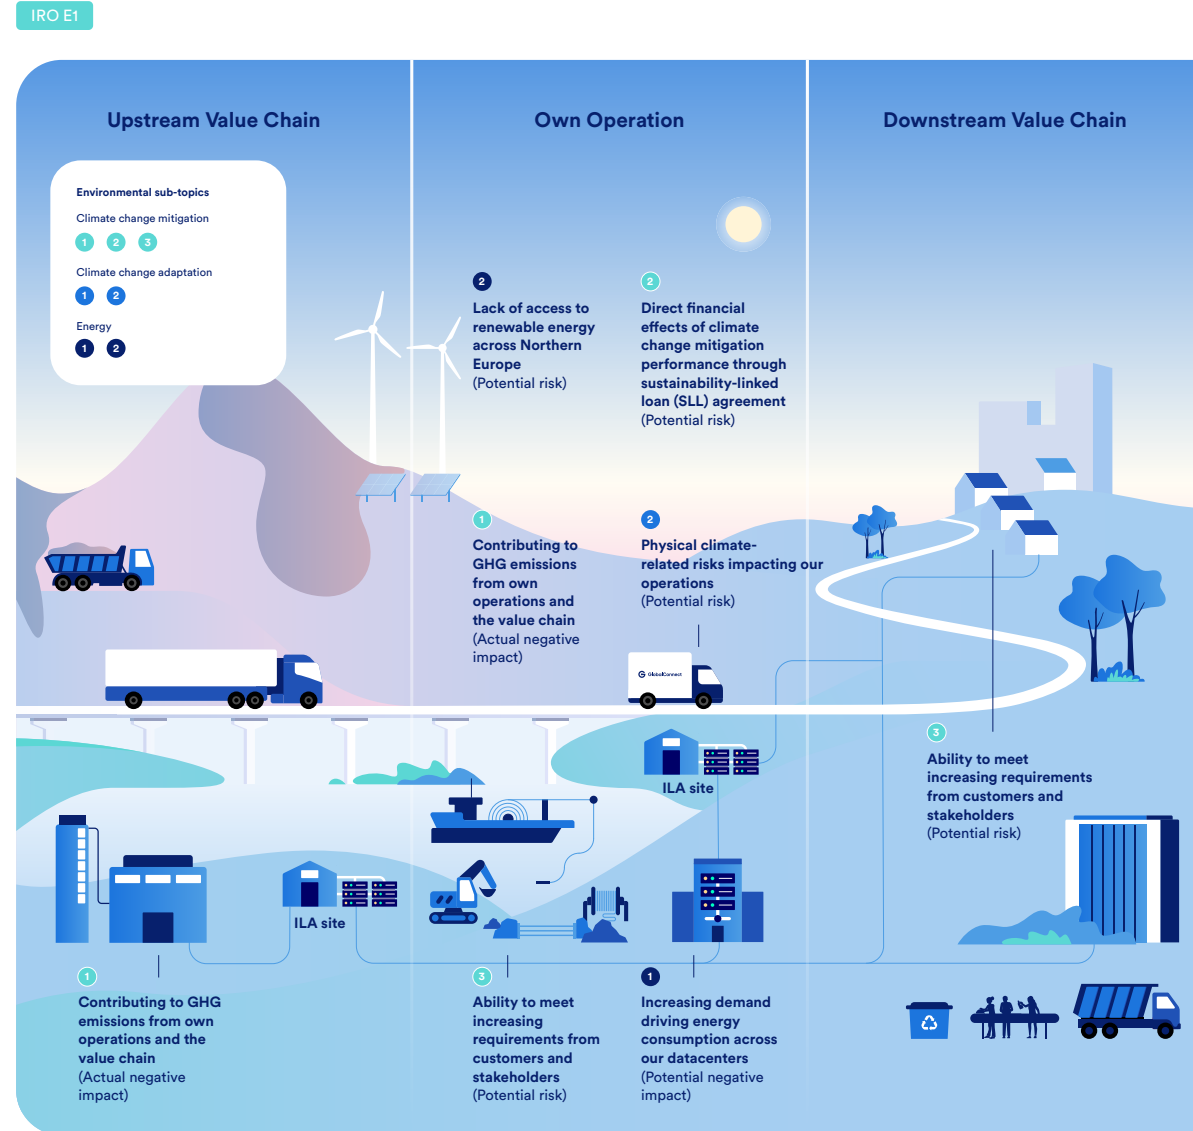 IRO E1
Upstream Value Chain
Own Operation
Downstream Value Chain
Environmental sub-topics
Climate change mitigation
1 2 3
Climate change adaptation
1 2
Energy
1 2
2
Lack of access to
renewable energy
across Northern
Europe
(Potential risk)
2
Direct financial
effects of climate
change mitigation
performance through
sustainability-linked
loan (SLL) agreement
(Potential risk)
1
Contributing to
GHG emissions
from own
operations and
the value chain
(Actual negative
impact)
2
Physical climate-
related risks impacting our
operations
(Potential risk)
GlobalConnect
ILA site
3
Ability to meet
increasing requirements
from customers and
stakeholders
(Potential risk)
ILA site
1
Contributing to GHG
emissions from own
operations and the
value chain
(Actual negative
impact)
3
Ability to meet
increasing
requirements from
customers and
stakeholders
(Potential risk)
1
Increasing demand
driving energy
consumption across
our datacenters
(Potential negative
impact)